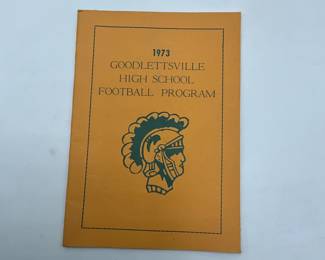 1973
GOODLETTSVILLE
HIGH SCHOOL
FOOTBALL PROGRAM